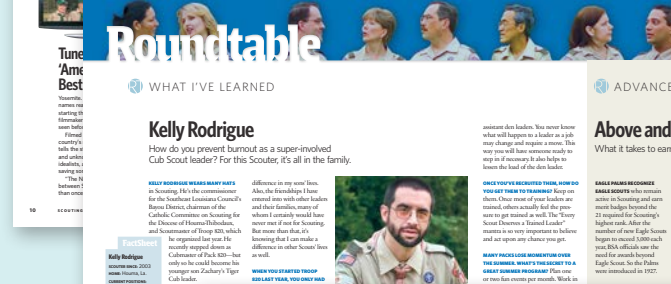 Tune
'Ame
Best
Yosemite.
names rea
starting th
filmmaker
seen befor
Filmed
country's
tells the st
and unkno
idealists, p
saving son
"The N
between S
than once
10 SCOUTING
Roundtable
WHAT I'VE LEARNED
Kelly Rodrigue
How do you prevent burnout as a super-involved
Cub Scout leader? For this Scouter, it's all in the family.
KELLY RODRIGUE WEARS MANY HATS
in Scouting. He's the commissioner
for the Southeast Louisiana Council's
Bayou District, chairman of the
Catholic Committee on Scouting for
the Diocese of Houma-Thibodaux,
and Scoutmaster of Troop 820, which
he organized last year. He
recently stepped down as
Cubmaster of Pack 820—but
only so he could become his
younger son Zachary's Tiger
Cub leader.
FactSheet
Kelly Rodrigue
SCOUTER SINCE: 2003
HOME: Houma, La.
CURRENT POSITIONS:
difference in my sons' lives.
Also, the friendships I have
entered into with other leaders
and their families, many of
whom I certainly would have
never met if not for Scouting.
But more than that, it's
knowing that I can make a
difference in other Scouts' lives
as well.
WHEN YOU STARTED TROOP
820 LAST YEAR, YOU ONLY HAD
assistant den leaders. You never know
what will happen to a leader as a job
may change and require a move. This
way you will have someone ready to
step in if necessary. It also helps to
lessen the load of the den leader.
ONCE YOU'VE RECRUITED THEM, HOW DO
YOU GET THEM TO TRAINING? Keep on
them. Once most of your leaders are
trained, others actually feel the pres-
sure to get trained as well. The "Every
Scout Deserves a Trained Leader"
mantra is so very important to believe
and act upon any chance you get.
MANY PACKS LOSE MOMENTUM OVER
THE SUMMER. WHAT'S THE SECRET TO A
GREAT SUMMER PROGRAM? Plan one
or two fun events per month. Work in
ADVANCE
Above and
What it takes to earn
EAGLE PALMS RECOGNIZE
EAGLE SCOUTS who remain
active in Scouting and earn
merit badges beyond the
21 required for Scouting's
highest rank. After the
number of new Eagle Scouts
began to exceed 3,000 each
year, BSA officials saw the
need for awards beyond
Eagle Scout. So the Palms
were introduced in 1927.